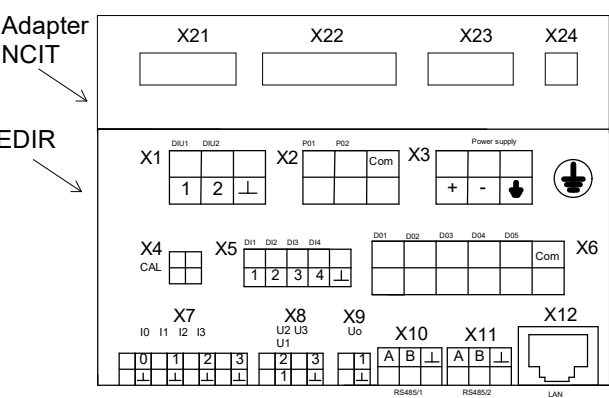 Adapter
NCIT
X21 X22 X23 X24
EDIR
DIU1 DIU2 P01 P02 Power supply
X1 X2 Com X3
1 2 ⊥ + -
D01 D02 D03 D04 D05
DI1 DI2 DI3 DI4
X4 X5 Com X6
CAL
1 2 3 4 ⊥
X7 X8 X9 X10 X11 X12
I0 I1 I2 I3 U2 U3 Uo
U1
0 1 2 3 2 3 1 A B ⊥ A B ⊥
⊥ ⊥ ⊥ ⊥ 1 ⊥ ⊥
RS485/1 RS485/2 LAN